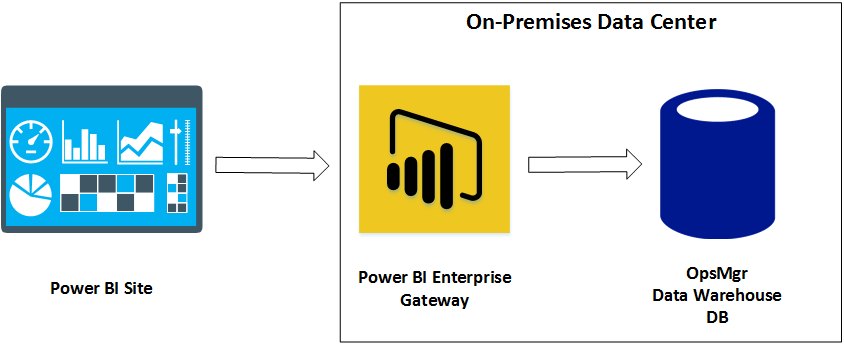 On-Premises Data Center
Power BI Site
Power BI Enterprise
Gateway
OpsMgr
Data Warehouse
DB